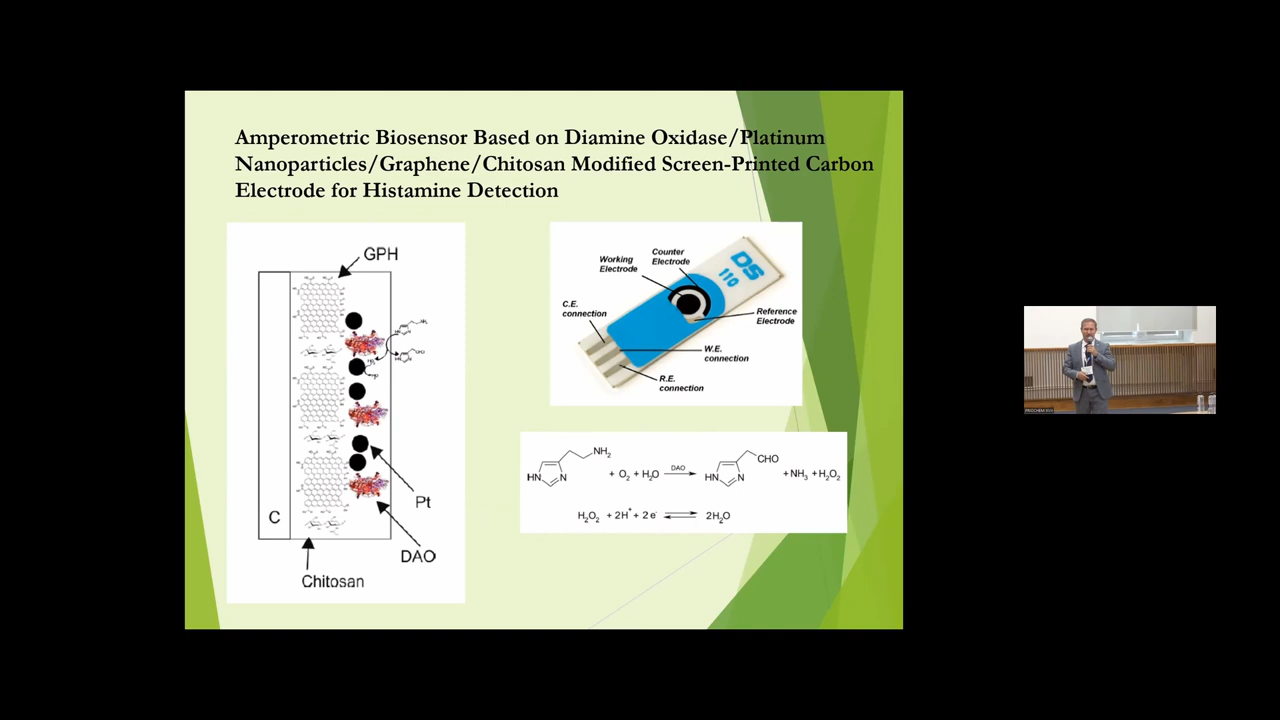 Amperometric Biosensor Based on Diamine Oxidase/Platinum
Nanoparticles/Graphene/Chitosan Modified Screen-Printed Carbon
Electrode for Histamine Detection
GPH
C
Pt
DAO
Chitosan
Working
Electrode
Counter
Electrode
DS
110
C.E.
connection
Reference
Electrode
W.E.
connection
R.E.
connection
NH₂
HN N + O₂ + H₂O DAO HN N CHO + NH₃ + H₂O₂
H₂O₂ + 2H⁺ + 2 e⁻ 2H₂O